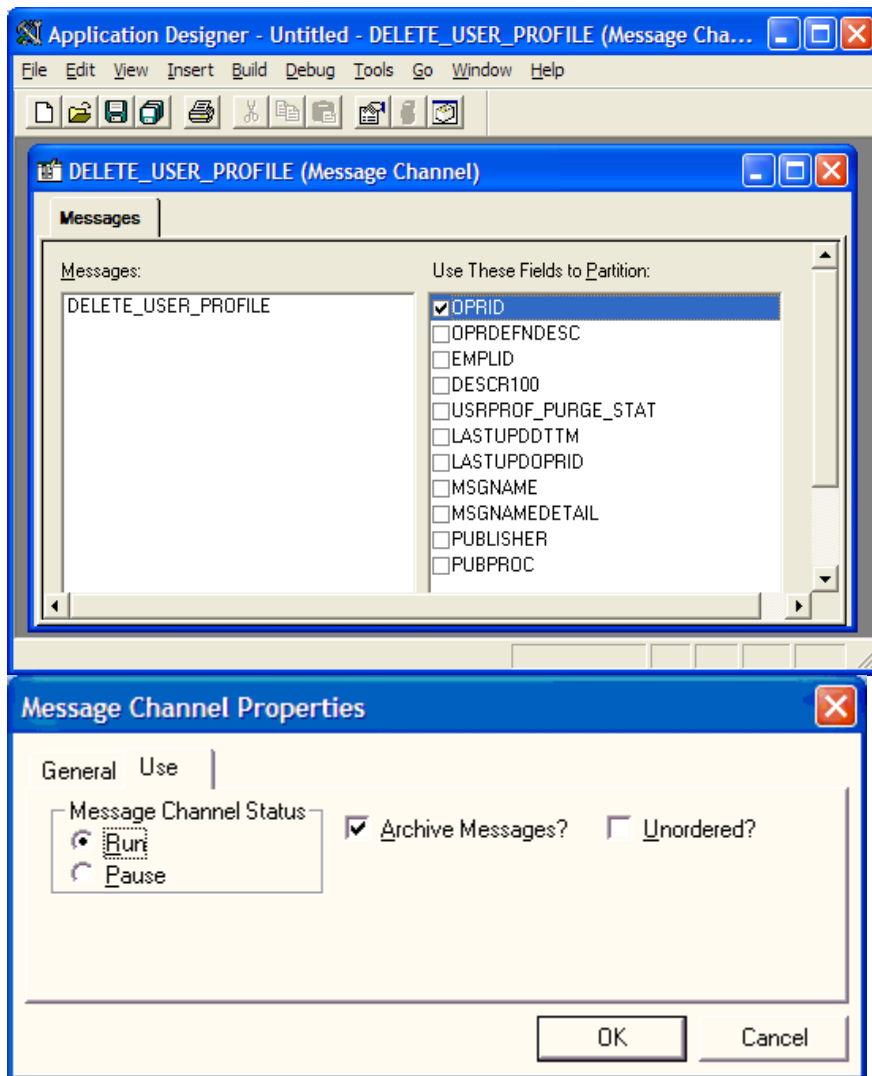 Application Designer - Untitled - DELETE_USER_PROFILE (Message Cha...
File Edit View Insert Build Debug Tools Go Window Help
DELETE_USER_PROFILE (Message Channel)
Messages
Messages:
DELETE_USER_PROFILE
Use These Fields to Partition:
OPRID
OPRDEFNDESC
EMPLID
DESCR100
USRPROF_PURGE_STAT
LASTUPDDTTM
LASTUPDOPRID
MSGNAME
MSGNAMEDETAIL
PUBLISHER
PUBPROC
Message Channel Properties
General Use
Message Channel Status
Run
Pause
Archive Messages?
Unordered?
OK Cancel